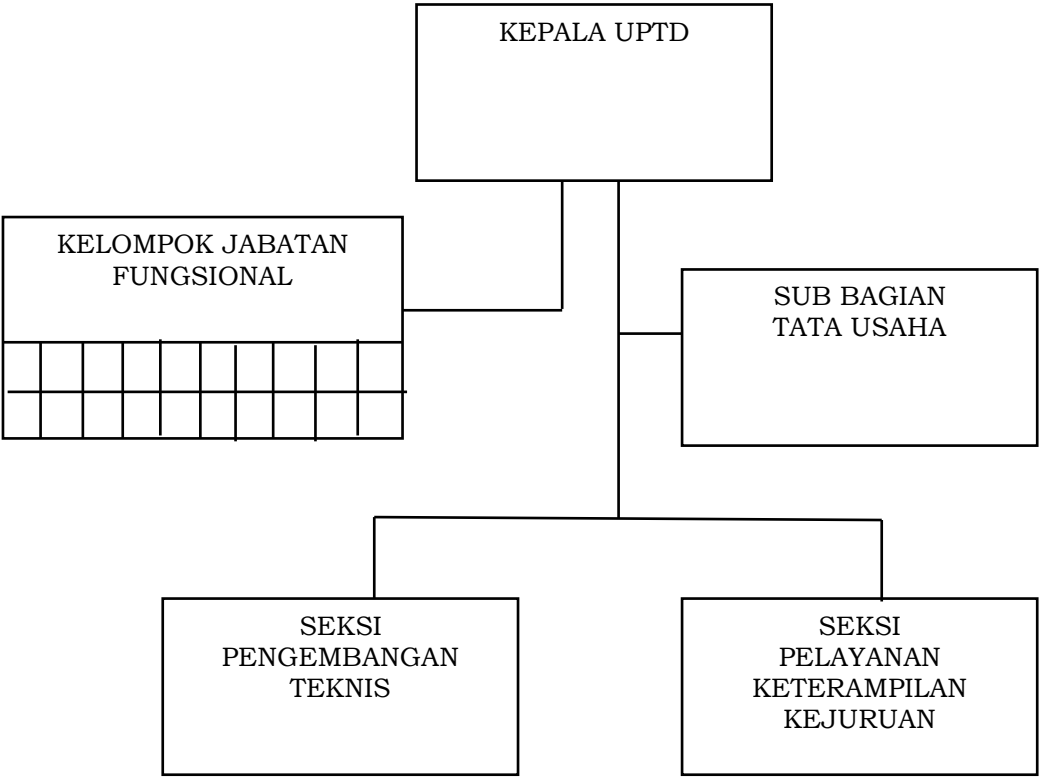 KEPALA UPTD
KELOMPOK JABATAN
FUNGSIONAL
SUB BAGIAN
TATA USAHA
SEKSI
PENGEMBANGAN
TEKNIS
SEKSI
PELAYANAN
KETERAMPILAN
KEJURUAN